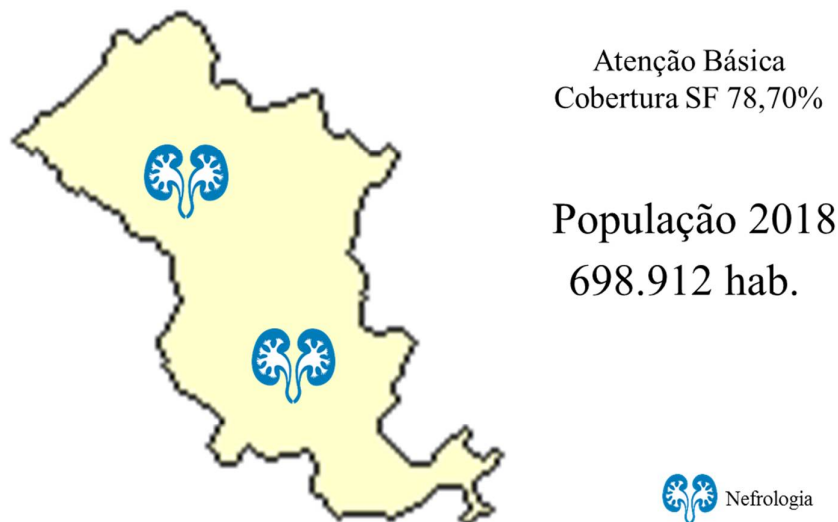 Atenção Básica
Cobertura SF 78,70%
População 2018
698.912 hab.
Nefrologia